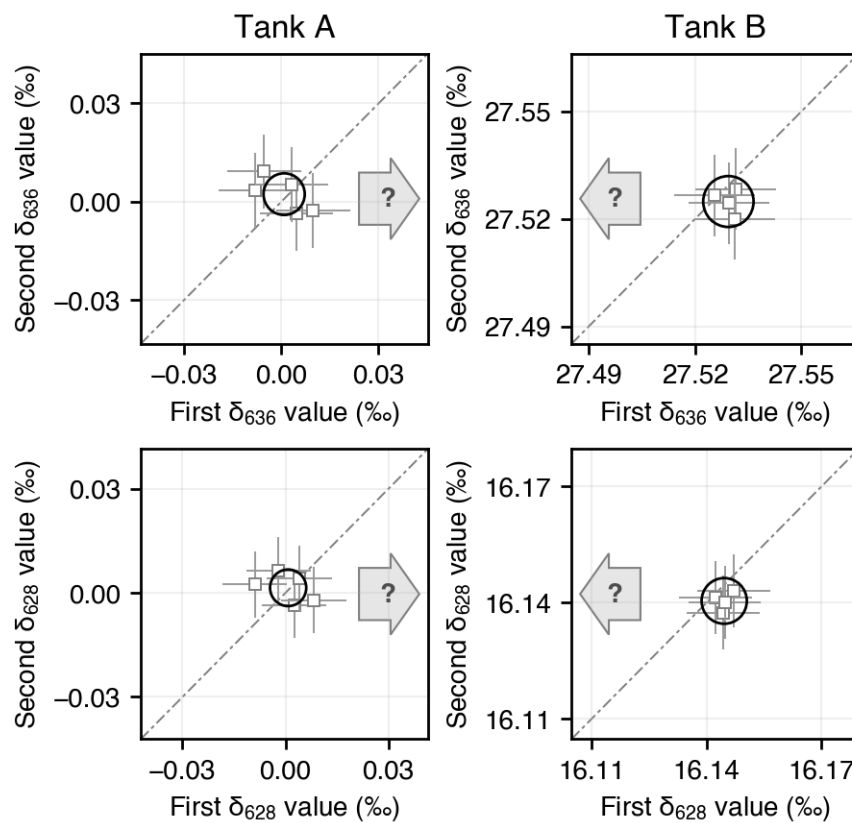 Tank A
Tank B
Second δ636 value (‰)
0.03
0.00
−0.03
?
−0.03
0.00
0.03
First δ636 value (‰)
Second δ636 value (‰)
27.55
27.52
27.49
?
27.49
27.52
27.55
First δ636 value (‰)
Second δ628 value (‰)
0.03
0.00
−0.03
?
−0.03
0.00
0.03
First δ628 value (‰)
Second δ628 value (‰)
16.17
16.14
16.11
?
16.11
16.14
16.17
First δ628 value (‰)